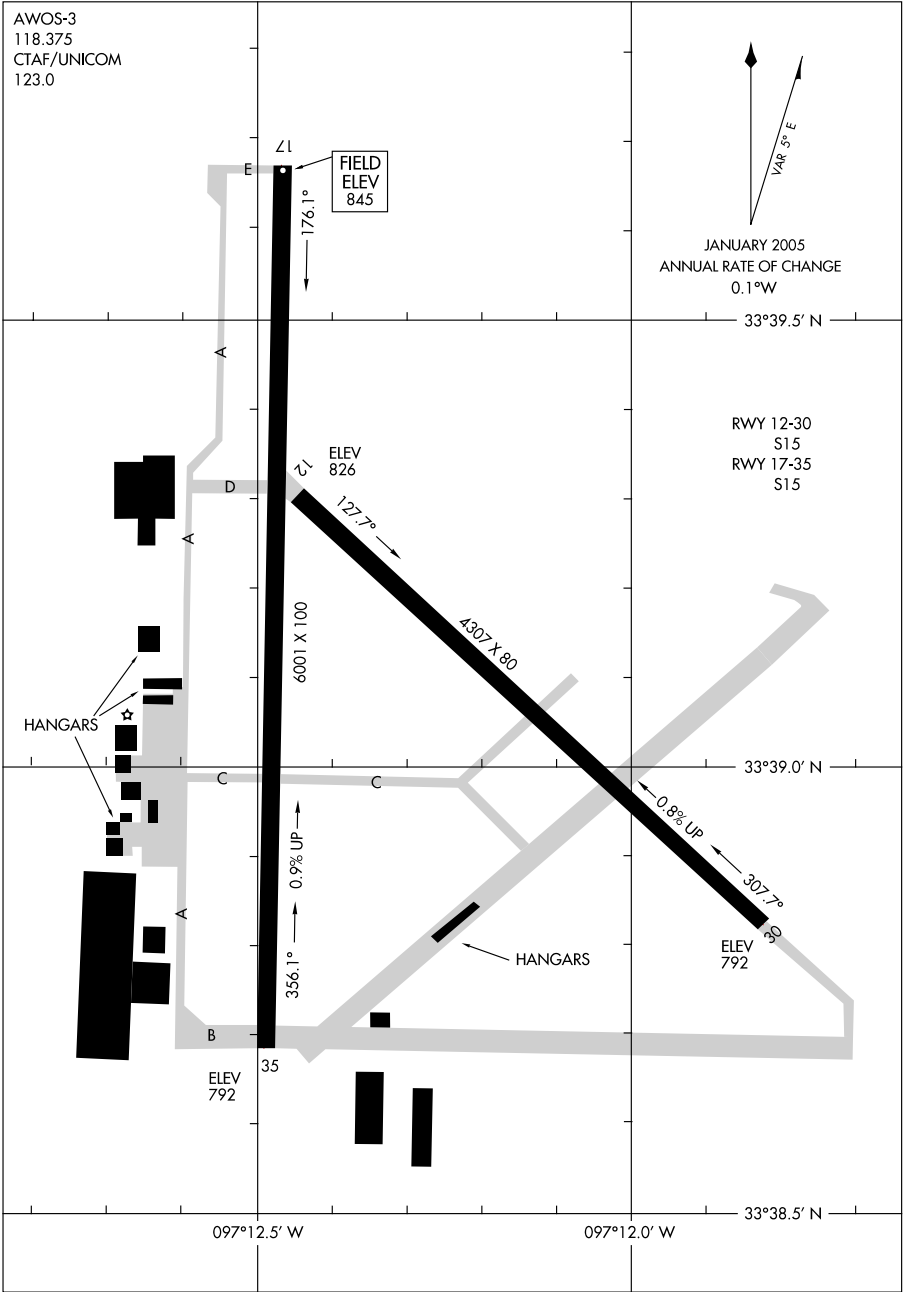 AWOS-3
118.375
CTAF/UNICOM
123.0
VAR 5° E
JANUARY 2005
ANNUAL RATE OF CHANGE
0.1°W
17
E
FIELD
ELEV
845
176.1°
33°39.5' N
A
RWY 12-30
S15
RWY 17-35
S15
ELEV
826
12
D
127.7°
A
6001 X 100
4307 X 80
HANGARS
33°39.0' N
C
C
0.9% UP
0.8% UP
307.7°
A
30
ELEV
792
356.1°
HANGARS
B
35
ELEV
792
33°38.5' N
097°12.5' W
097°12.0' W